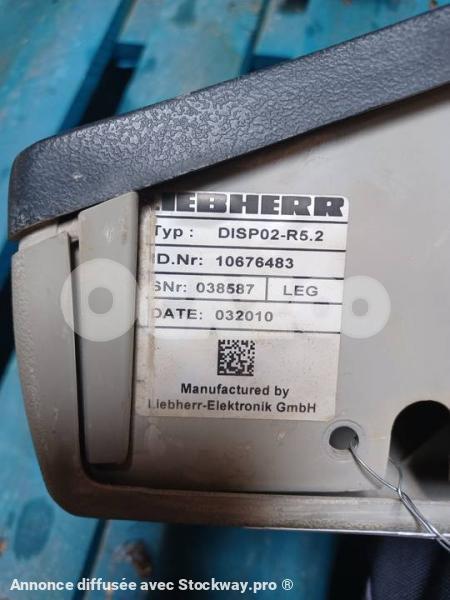 LIEBHERR
Typ : DISP02-R5.2
ID.Nr: 10676483
SNr: 038587 LEG
DATE: 032010
Manufactured by
Liebherr-Elektronik GmbH
Annonce diffusée avec Stockway.pro ®